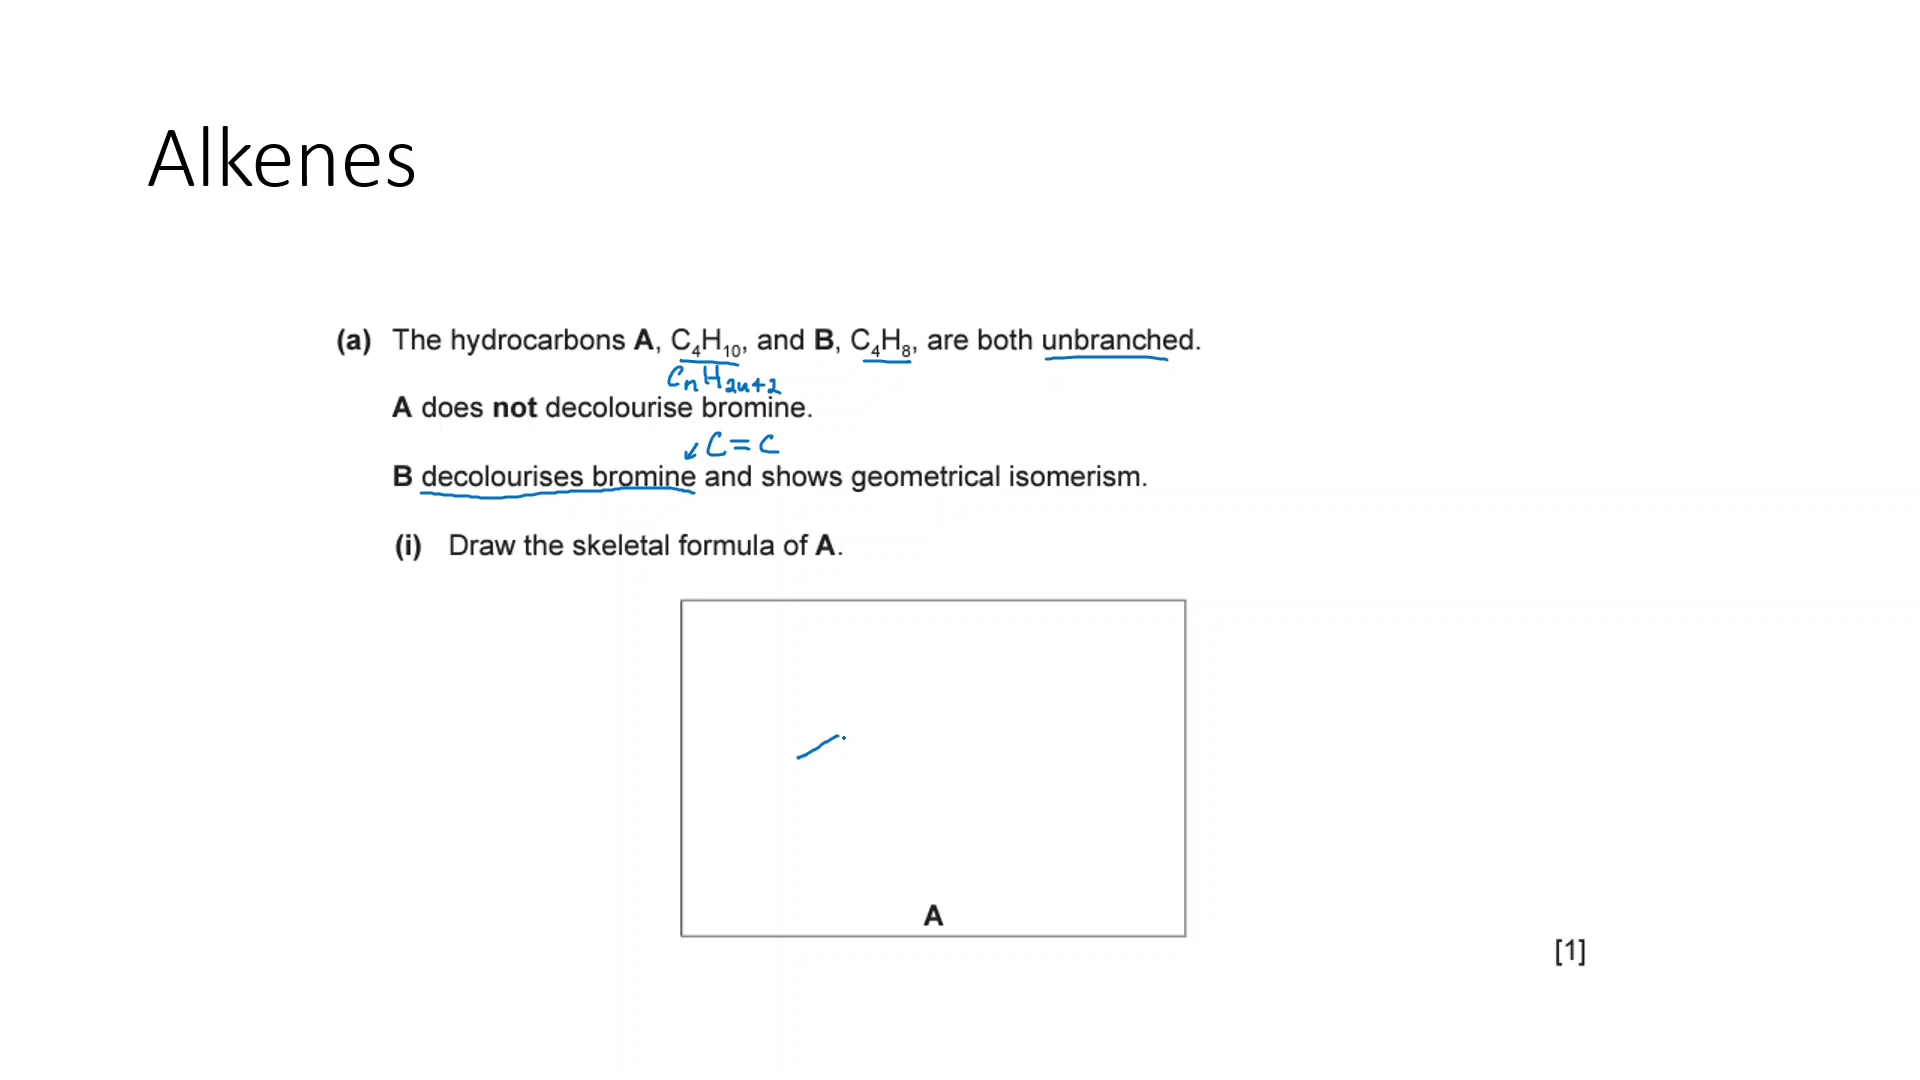 Alkenes
(a) The hydrocarbons A, C₄H₁₀, and B, C₄H₈, are both unbranched.
CnH2n+2
A does not decolourise bromine.
↙ C=C
B decolourises bromine and shows geometrical isomerism.
(i) Draw the skeletal formula of A.
A
[1]